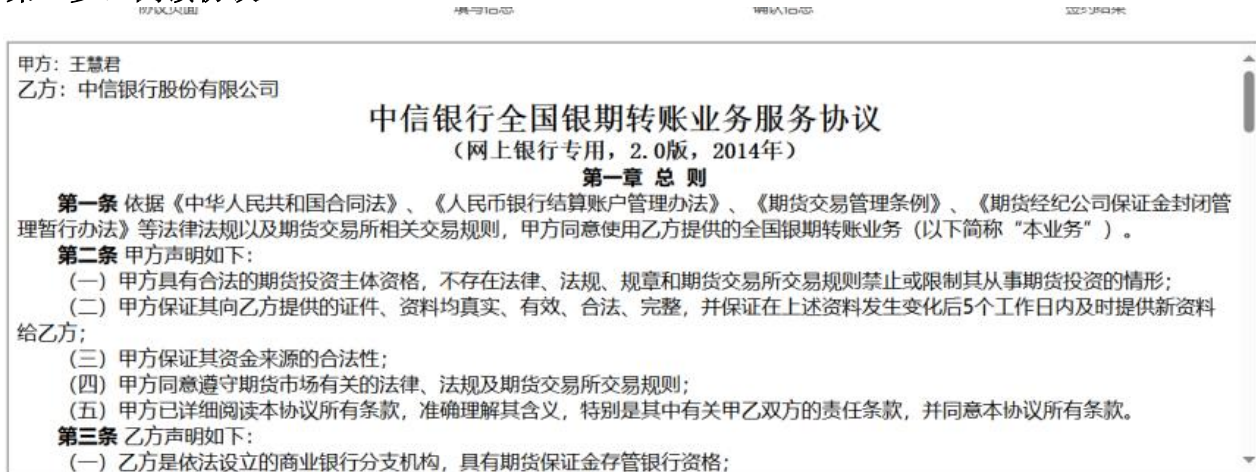 协议页面 填写信息 确认信息 签约结果
甲方：王慧君
乙方：中信银行股份有限公司
中信银行全国银期转账业务服务协议
（网上银行专用，2.0版，2014年）
第一章 总 则
第一条 依据《中华人民共和国合同法》、《人民币银行结算账户管理办法》、《期货交易管理条例》、《期货经纪公司保证金封闭管
理暂行办法》等法律法规以及期货交易所相关交易规则，甲方同意使用乙方提供的全国银期转账业务（以下简称“本业务”）。
第二条 甲方声明如下：
（一）甲方具有合法的期货投资主体资格，不存在法律、法规、规章和期货交易所交易规则禁止或限制其从事期货投资的情形；
（二）甲方保证其向乙方提供的证件、资料均真实、有效、合法、完整，并保证在上述资料发生变化后5个工作日内及时提供新资料
给乙方；
（三）甲方保证其资金来源的合法性；
（四）甲方同意遵守期货市场有关的法律、法规及期货交易所交易规则；
（五）甲方已详细阅读本协议所有条款，准确理解其含义，特别是其中有关甲乙双方的责任条款，并同意本协议所有条款。
第三条 乙方声明如下：
（一）乙方是依法设立的商业银行分支机构，具有期货保证金存管银行资格；